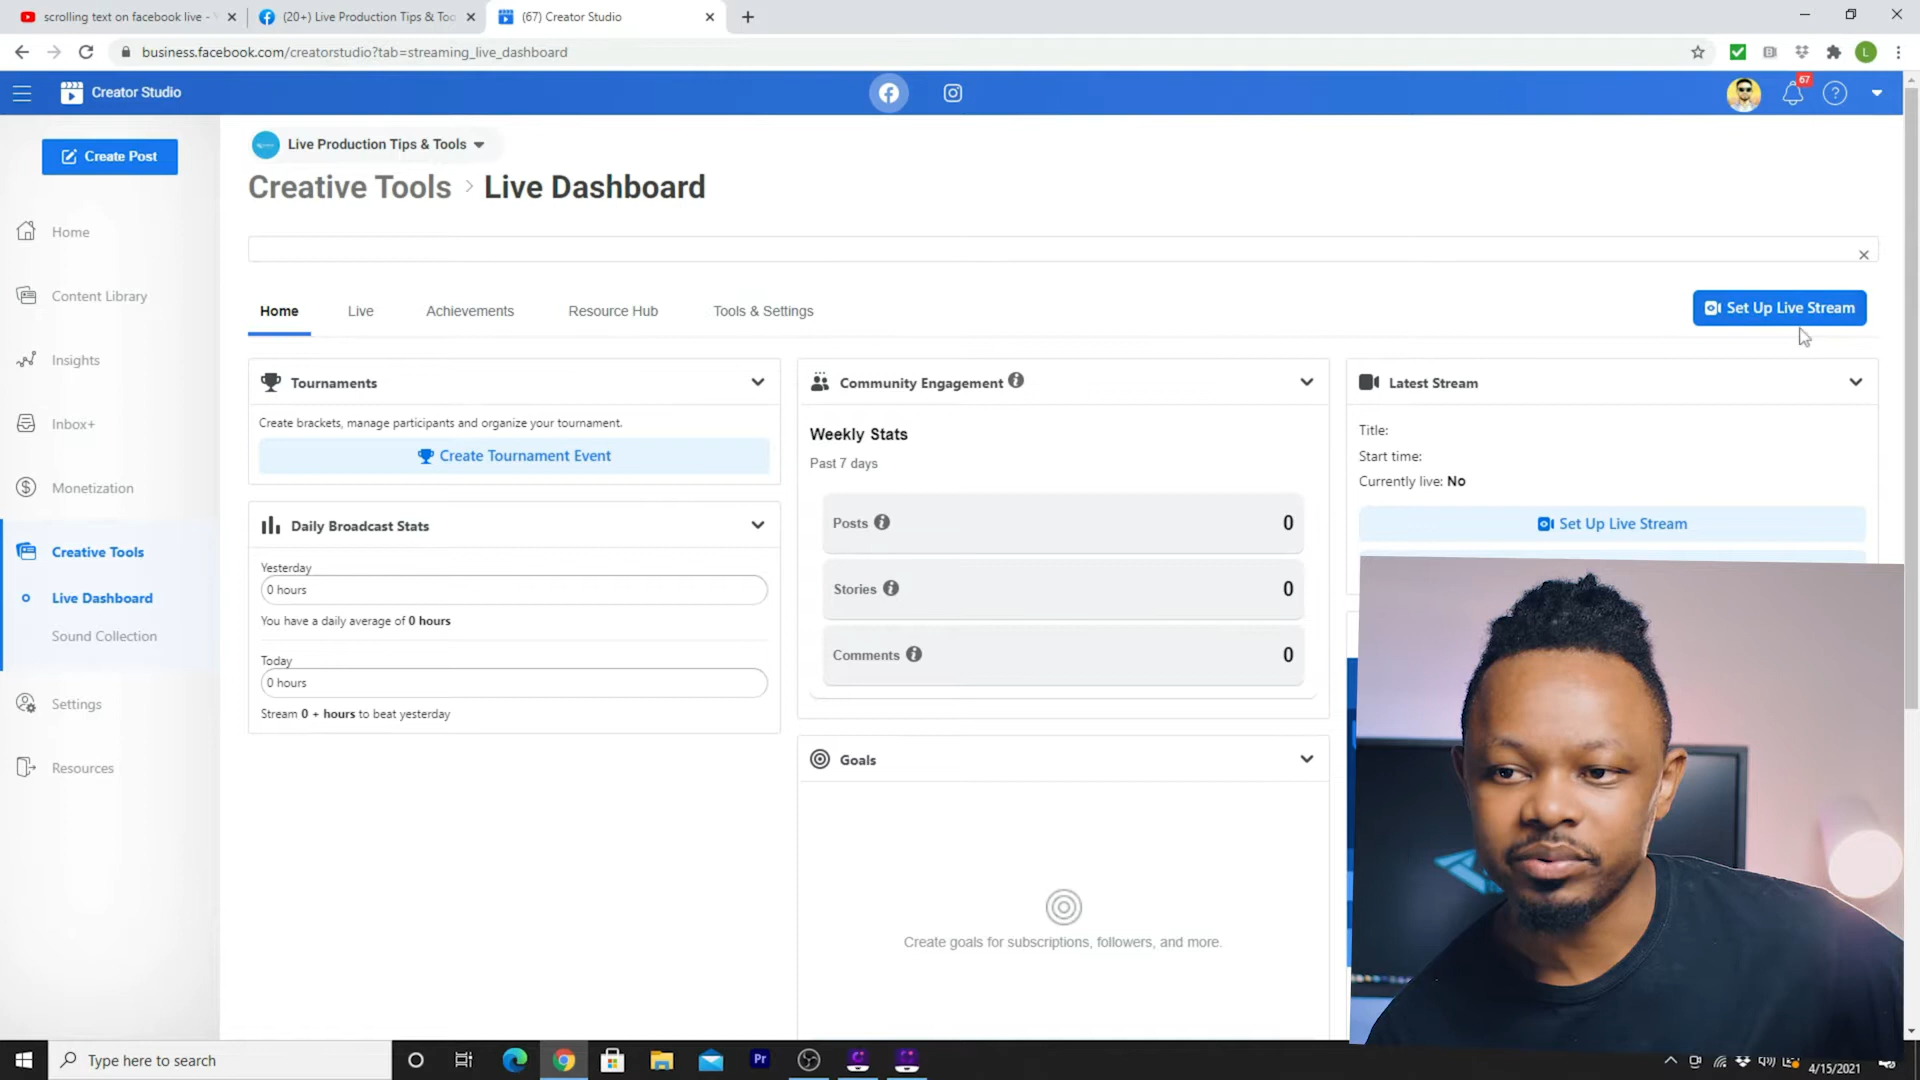 scrolling text on facebook live -
(20+) Live Production Tips & Too
(67) Creator Studio
business.facebook.com/creatorstudio?tab=streaming_live_dashboard
L
Creator Studio
67
Create Post
Live Production Tips & Tools
Creative Tools > Live Dashboard
Home
Content Library
Insights
Inbox+
Monetization
Creative Tools
Live Dashboard
Sound Collection
Settings
Resources
Home Live Achievements Resource Hub Tools & Settings
Set Up Live Stream
Tournaments
Create brackets, manage participants and organize your tournament.
Create Tournament Event
Daily Broadcast Stats
Yesterday
0 hours
You have a daily average of 0 hours
Today
0 hours
Stream 0 + hours to beat yesterday
Community Engagement
Weekly Stats
Past 7 days
Posts 0
Stories 0
Comments 0
Goals
Create goals for subscriptions, followers, and more.
Latest Stream
Title:
Start time:
Currently live: No
Set Up Live Stream
Type here to search
Pr
4/15/2021